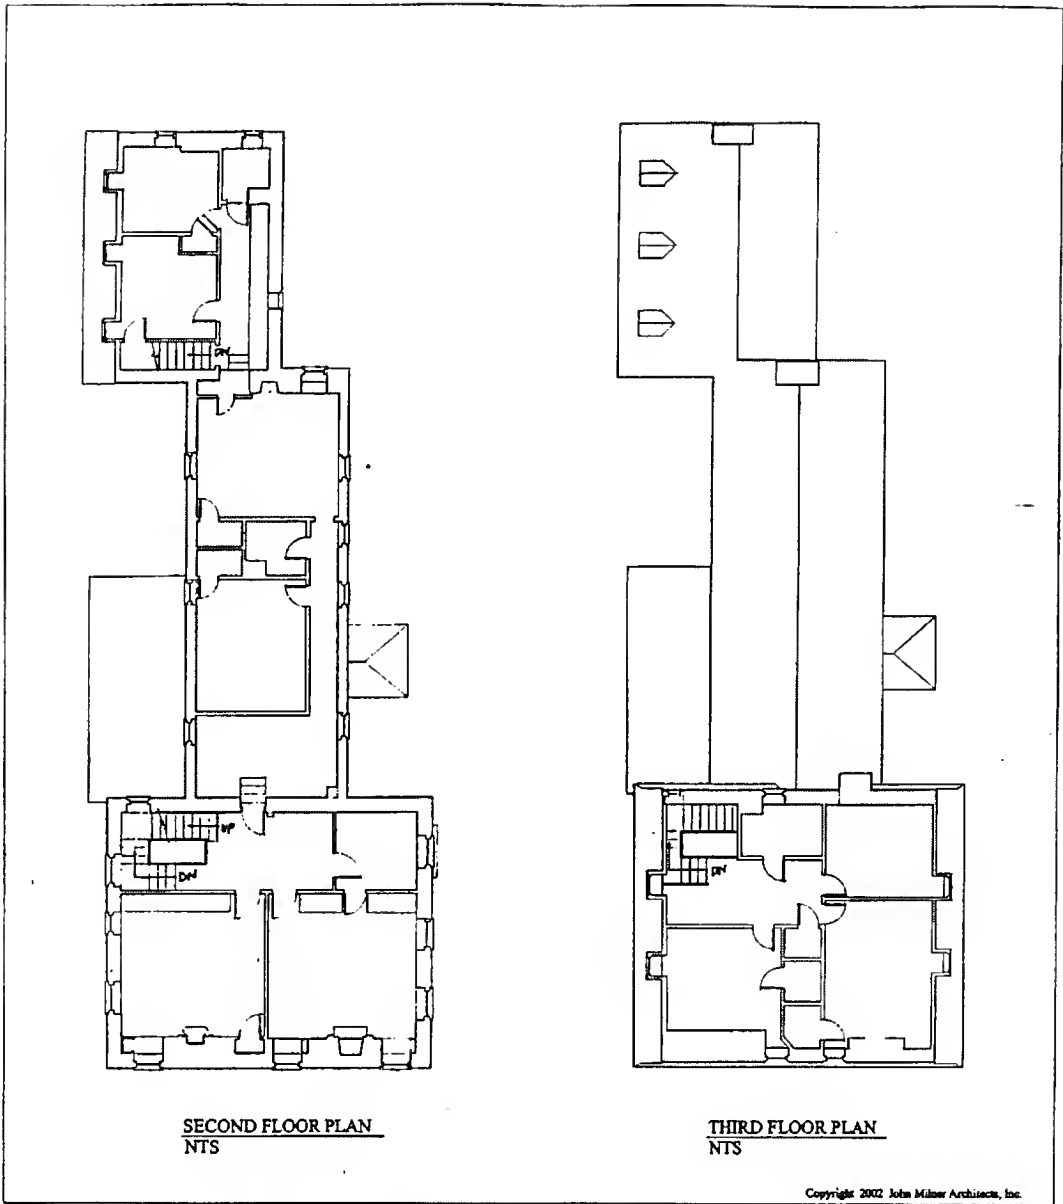 DN
UP
DN
DN
SECOND FLOOR PLAN
NTS
THIRD FLOOR PLAN
NTS
Copyright 2002 John Milner Architects, Inc.